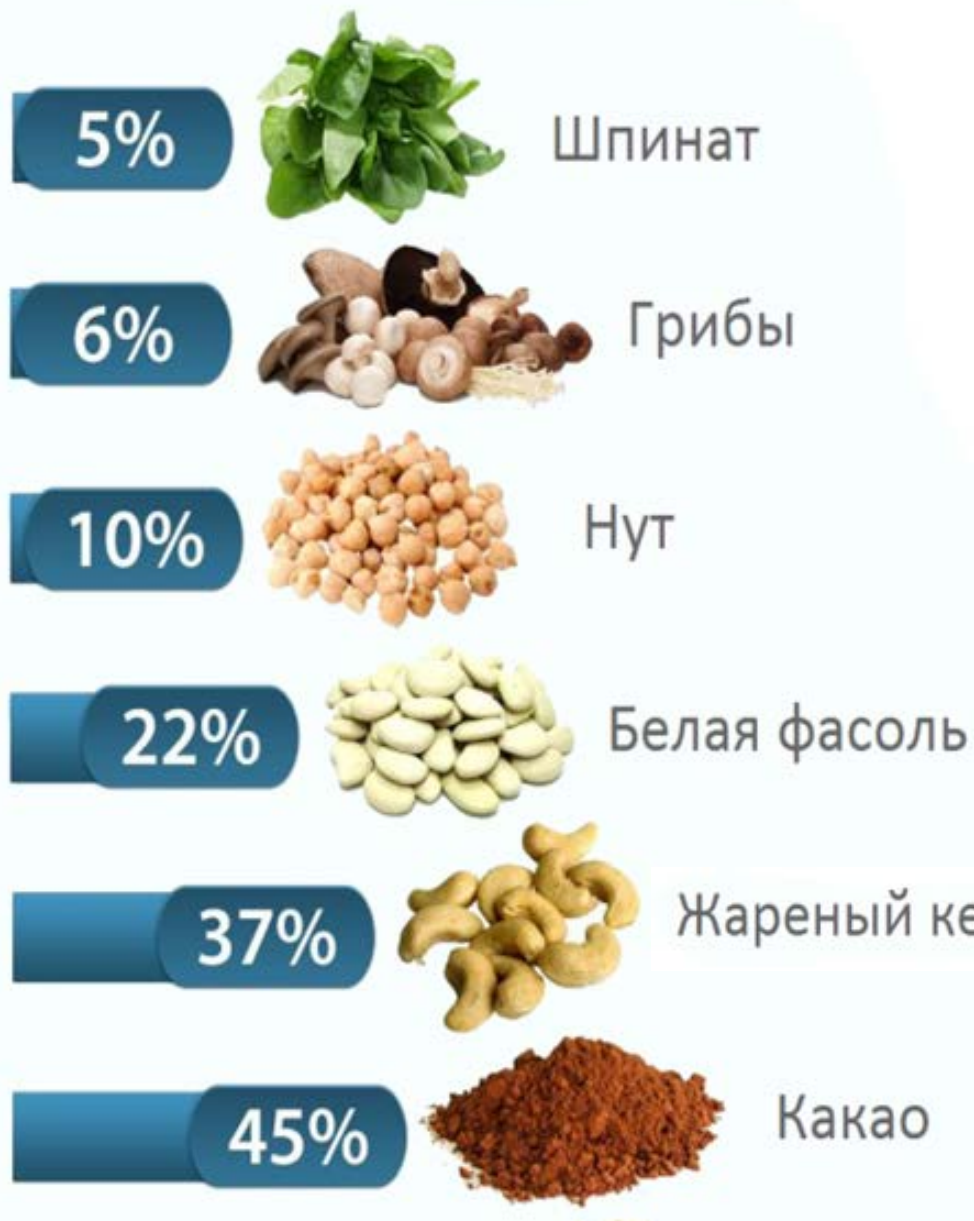 5% Шпинат
6% Грибы
10% Нут
22% Белая фасоль
37% Жареный
45% Какао